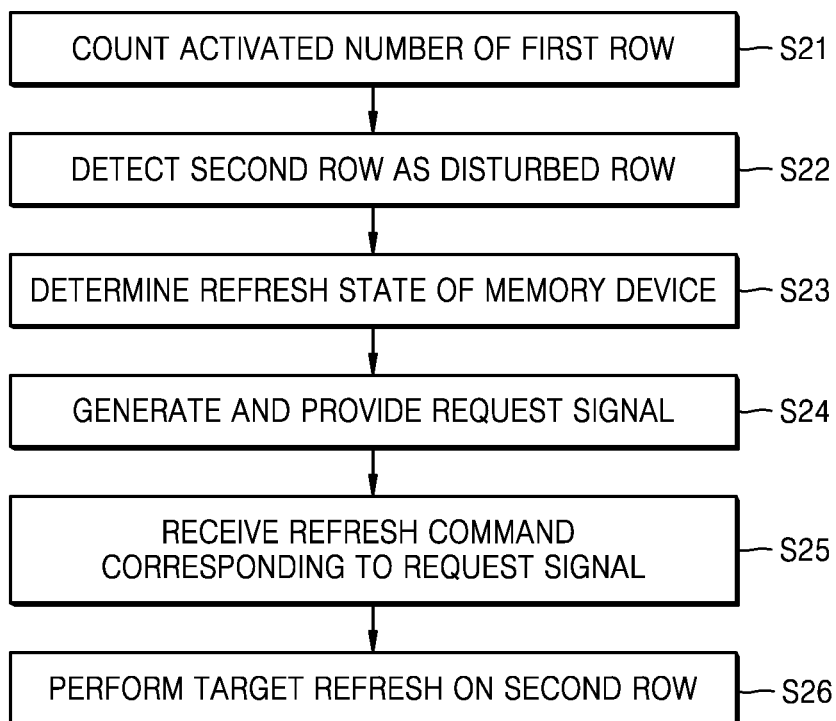 COUNT ACTIVATED NUMBER OF FIRST ROW S21
DETECT SECOND ROW AS DISTURBED ROW S22
DETERMINE REFRESH STATE OF MEMORY DEVICE S23
GENERATE AND PROVIDE REQUEST SIGNAL S24
RECEIVE REFRESH COMMAND
CORRESPONDING TO REQUEST SIGNAL S25
PERFORM TARGET REFRESH ON SECOND ROW S26